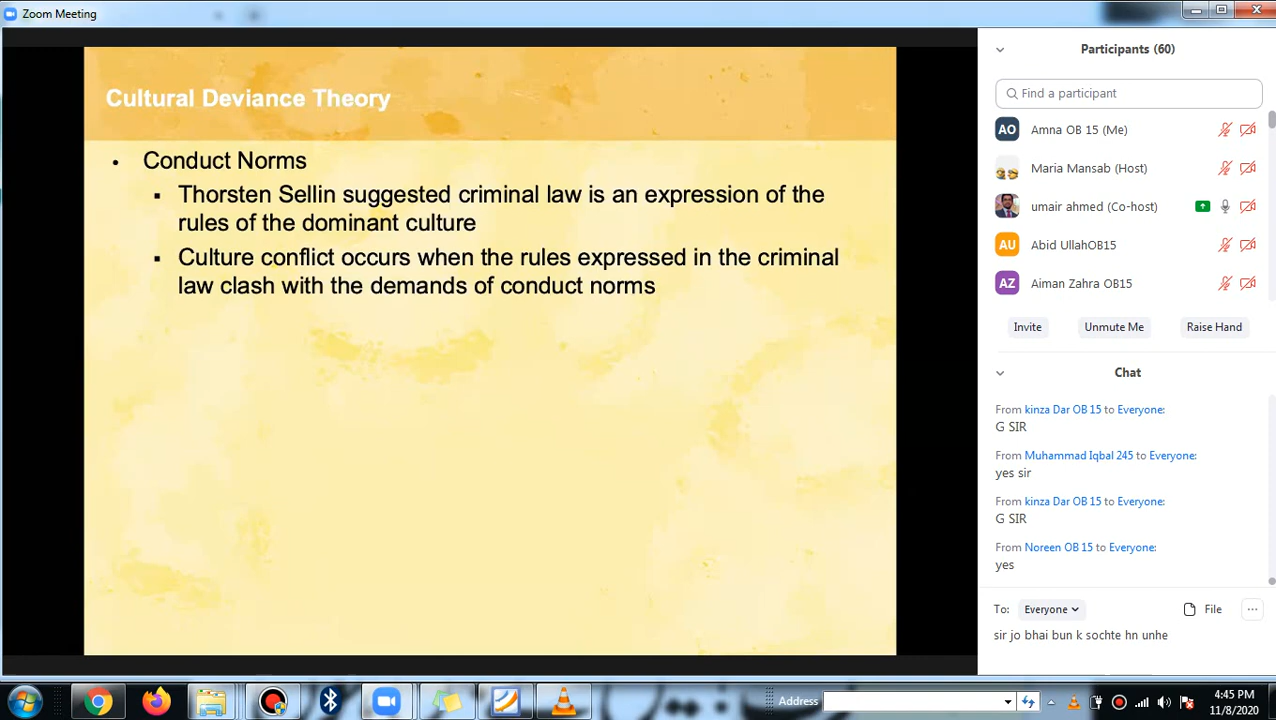 Zoom Meeting
Cultural Deviance Theory
• Conduct Norms
▪ Thorsten Sellin suggested criminal law is an expression of the
rules of the dominant culture
▪ Culture conflict occurs when the rules expressed in the criminal
law clash with the demands of conduct norms
Participants (60)
Find a participant
AO Amna OB 15 (Me)
Maria Mansab (Host)
umair ahmed (Co-host)
AU Abid UllahOB15
AZ Aiman Zahra OB15
Invite Unmute Me Raise Hand
Chat
From kinza Dar OB 15 to Everyone:
G SIR
From Muhammad Iqbal 245 to Everyone:
yes sir
From kinza Dar OB 15 to Everyone:
G SIR
From Noreen OB 15 to Everyone:
yes
To: Everyone File ...
sir jo bhai bun k sochte hn unhe
Address
4:45 PM
11/8/2020